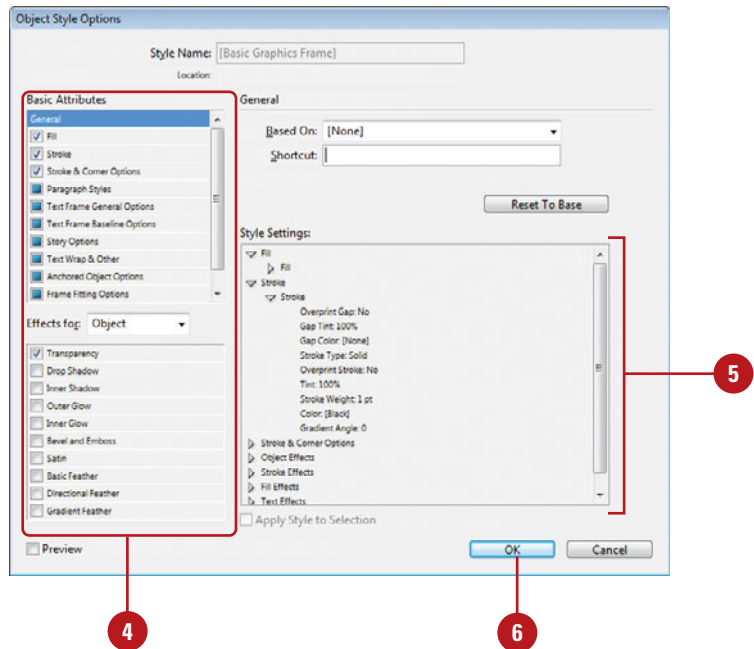 Object Style Options
Style Name: [Basic Graphics Frame]
Location:
Basic Attributes
General
Fill
Stroke
Stroke & Corner Options
Paragraph Styles
Text Frame General Options
Text Frame Baseline Options
Story Options
Text Wrap & Other
Anchored Object Options
Frame Fitting Options
Effects for: Object
Transparency
Drop Shadow
Inner Shadow
Outer Glow
Inner Glow
Bevel and Emboss
Satin
Basic Feather
Directional Feather
Gradient Feather
Preview
General
Based On: [None]
Shortcut:
Reset To Base
Style Settings:
Fill
Fill
Stroke
Stroke
Overprint Gap: No
Gap Tint: 100%
Gap Color: [None]
Stroke Type: Solid
Overprint Stroke: No
Tint: 100%
Stroke Weight: 1 pt
Color: [Black]
Gradient Angle: 0
Stroke & Corner Options
Object Effects
Stroke Effects
Fill Effects
Text Effects
Apply Style to Selection
OK
Cancel
5
4
6